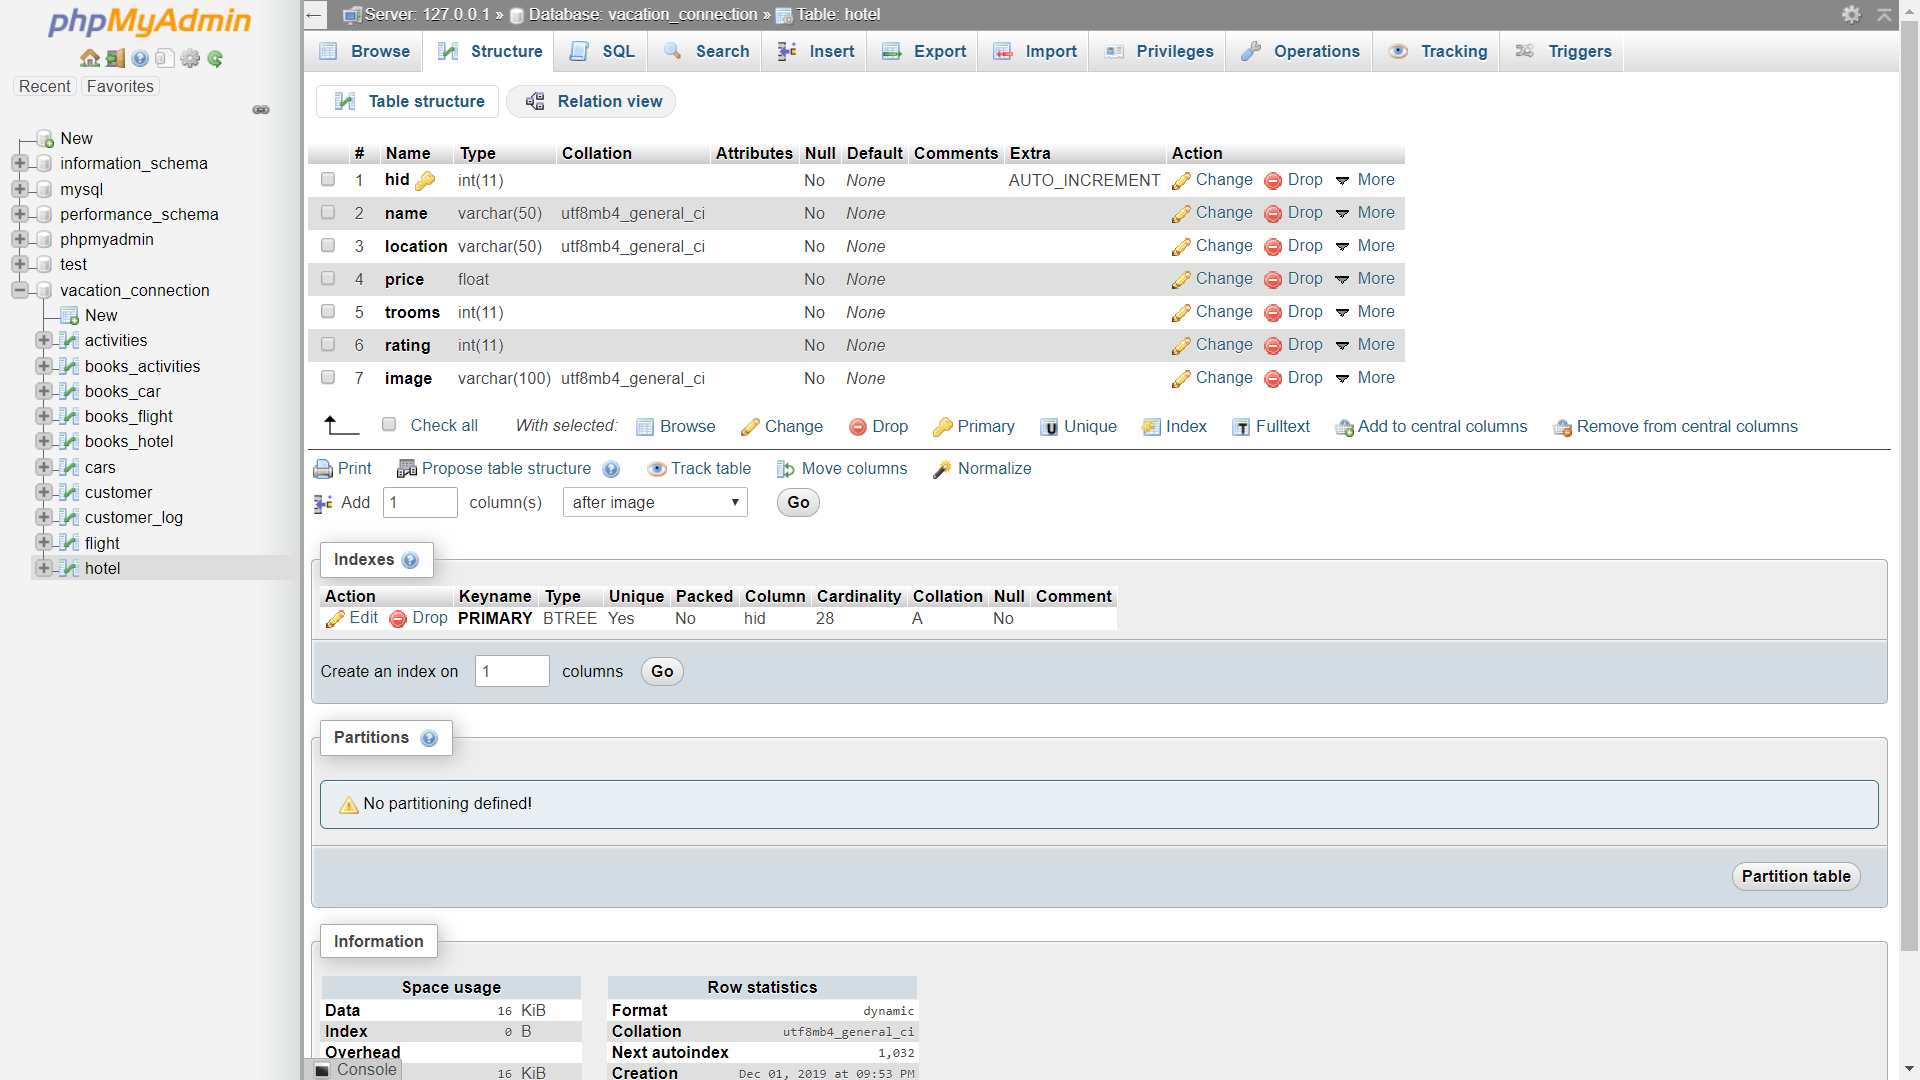 phpMyAdmin
Recent Favorites
New
information_schema
mysql
performance_schema
phpmyadmin
test
vacation_connection
New
activities
books_activities
books_car
books_flight
books_hotel
cars
customer
customer_log
flight
hotel
Server: 127.0.0.1 » Database: vacation_connection » Table: hotel
Browse Structure SQL Search Insert Export Import Privileges Operations Tracking Triggers
Table structure Relation view
# Name Type Collation Attributes Null Default Comments Extra Action
1 hid int(11) No None AUTO_INCREMENT Change Drop More
2 name varchar(50) utf8mb4_general_ci No None Change Drop More
3 location varchar(50) utf8mb4_general_ci No None Change Drop More
4 price float No None Change Drop More
5 trooms int(11) No None Change Drop More
6 rating int(11) No None Change Drop More
7 image varchar(100) utf8mb4_general_ci No None Change Drop More
Check all With selected: Browse Change Drop Primary Unique Index Fulltext Add to central columns Remove from central columns
Print Propose table structure Track table Move columns Normalize
Add 1 column(s) after image Go
Indexes
Action Keyname Type Unique Packed Column Cardinality Collation Null Comment
Edit Drop PRIMARY BTREE Yes No hid 28 A No
Create an index on 1 columns Go
Partitions
No partitioning defined!
Partition table
Information
Space usage
Data 16 KiB
Index 0 B
Overhead
16 KiB
Row statistics
Format dynamic
Collation utf8mb4_general_ci
Next autoindex 1,032
Creation Dec 01, 2019 at 09:53 PM
Console